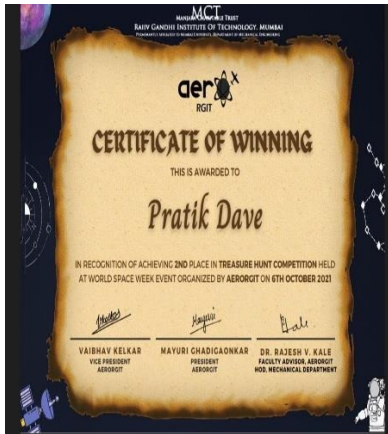 MCT
MANJARA CHARITABLE TRUST
RAJIV GANDHI INSTITUTE OF TECHNOLOGY, MUMBAI
aer
RGIT
CERTIFICATE OF WINNING
THIS IS AWARDED TO
Pratik Dave
IN RECOGNITION OF ACHIEVING 2ND PLACE IN TREASURE HUNT COMPETITION HELD
AT WORLD SPACE WEEK EVENT ORGANIZED BY AERORGIT ON 6TH OCTOBER 2021
VAIBHAV KELKAR MAYURI GHADIGAONKAR DR. RAJESH V. KALE
VICE PRESIDENT PRESIDENT FACULTY ADVISOR, AERORGIT
AERORGIT AERORGIT HOD, MECHANICAL DEPARTMENT